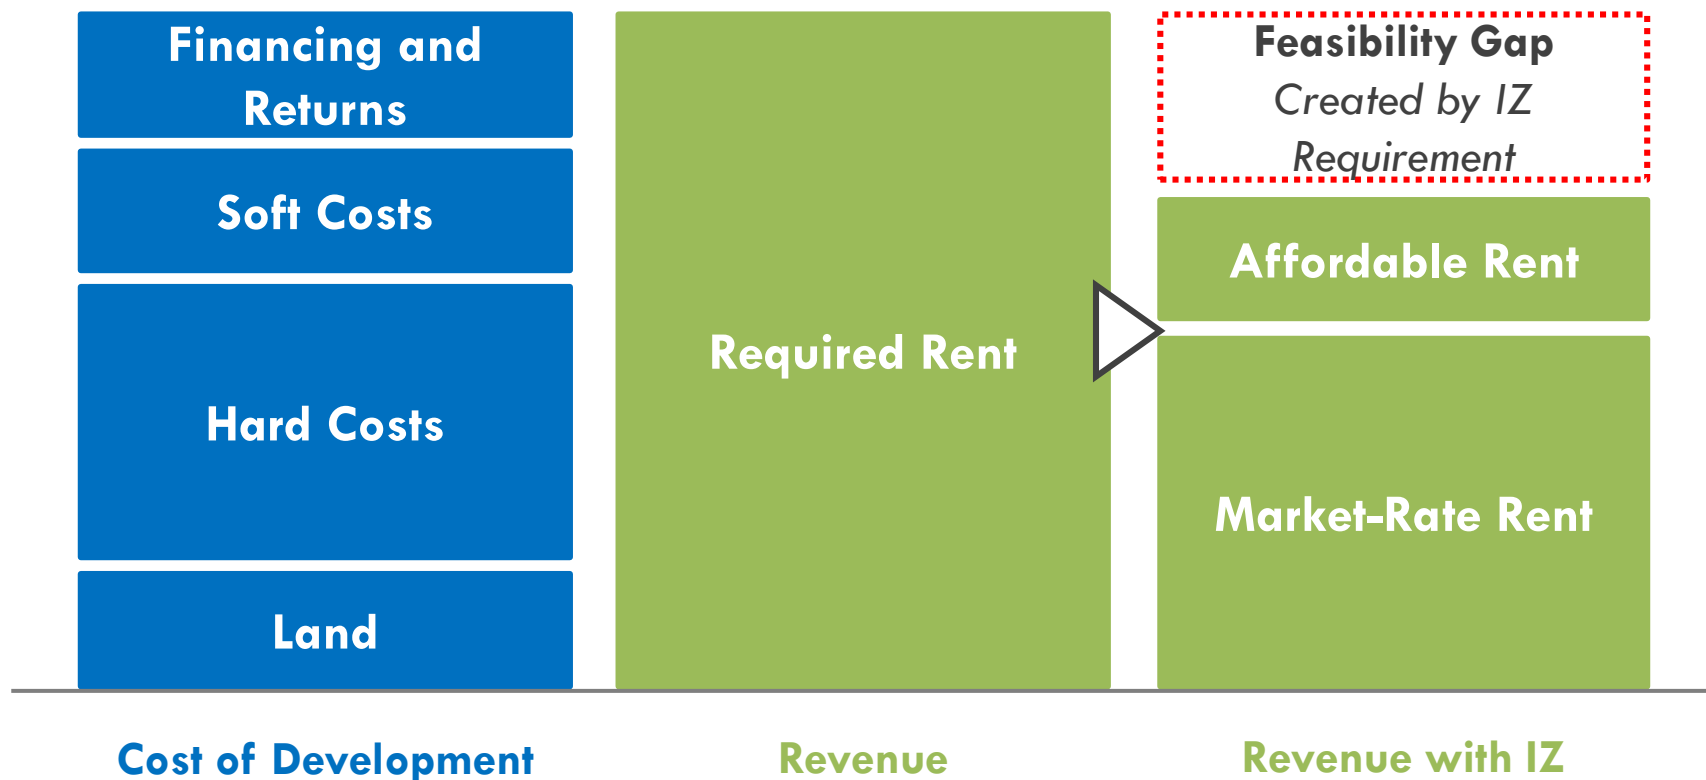 Financing and
Returns
Soft Costs
Hard Costs
Land
Cost of Development
Required Rent
Revenue
Feasibility Gap
Created by IZ
Requirement
Affordable Rent
Market-Rate Rent
Revenue with IZ